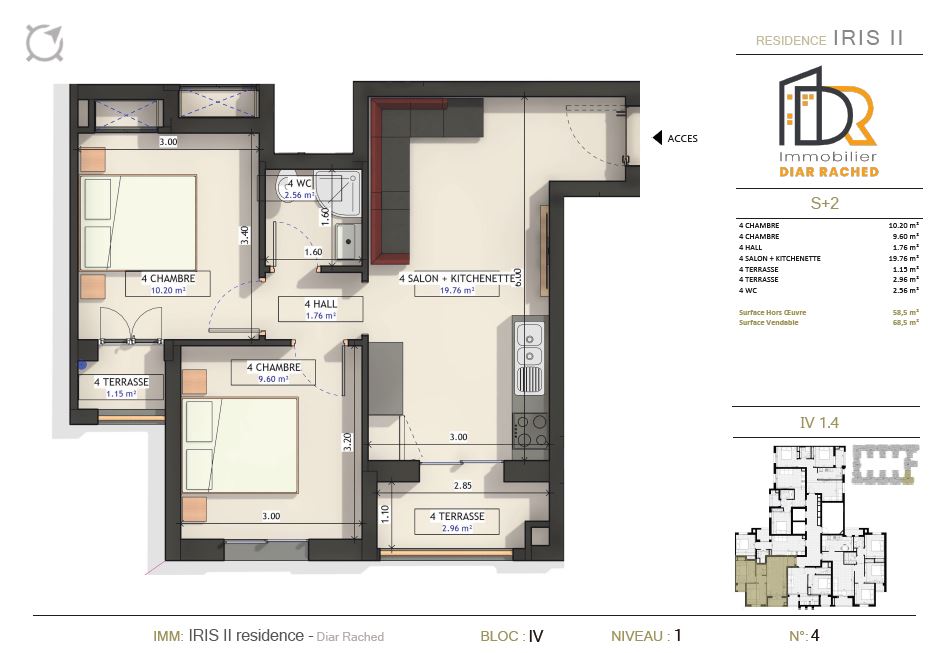 RESIDENCE IRIS II
DR
Immobilier
DIAR RACHED
S+2
4 CHAMBRE 10.20 m²
4 CHAMBRE 9.60 m²
4 HALL 1.76 m²
4 SALON + KITCHENETTE 19.76 m²
4 TERRASSE 1.15 m²
4 TERRASSE 2.96 m²
4 WC 2.56 m²
Surface Hors Œuvre 58,5 m²
Surface Vendable 68,5 m²
IV 1.4
ACCES
3.00
4 WC
2.56 m²
1.60
1.60
3.40
4 CHAMBRE
10.20 m²
4 SALON + KITCHENETTE
19.76 m²
6.00
4 HALL
1.76 m²
4 CHAMBRE
9.60 m²
4 TERRASSE
1.15 m²
3.20
3.00
3.00
2.85
1.10
4 TERRASSE
2.96 m²
IMM: IRIS II residence - Diar Rached BLOC : IV NIVEAU : 1 N°: 4